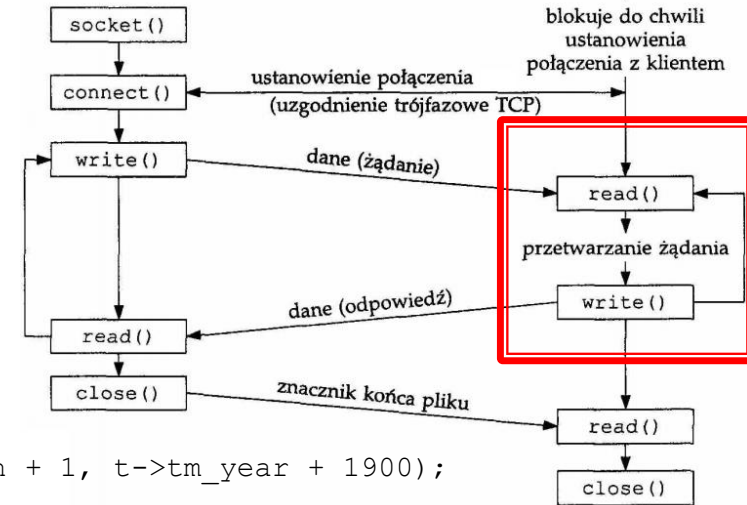 socket()
blokuje do chwili
ustanowienia
połączenia z klientem
connect()
ustanowienie połączenia
(uzgodnienie trójfazowe TCP)
write()
dane (żądanie)
read()
przetwarzanie żądania
write()
dane (odpowiedź)
read()
close()
znacznik końca pliku
read()
+ 1, t->tm_year + 1900);
close()